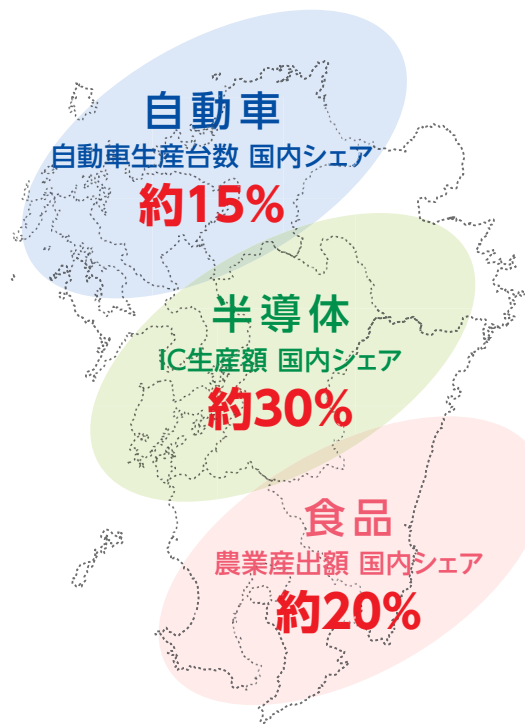 自動車
自動車生産台数 国内シェア
約15%
半導体
IC生産額 国内シェア
約30%
食品
農業産出額 国内シェア
約20%